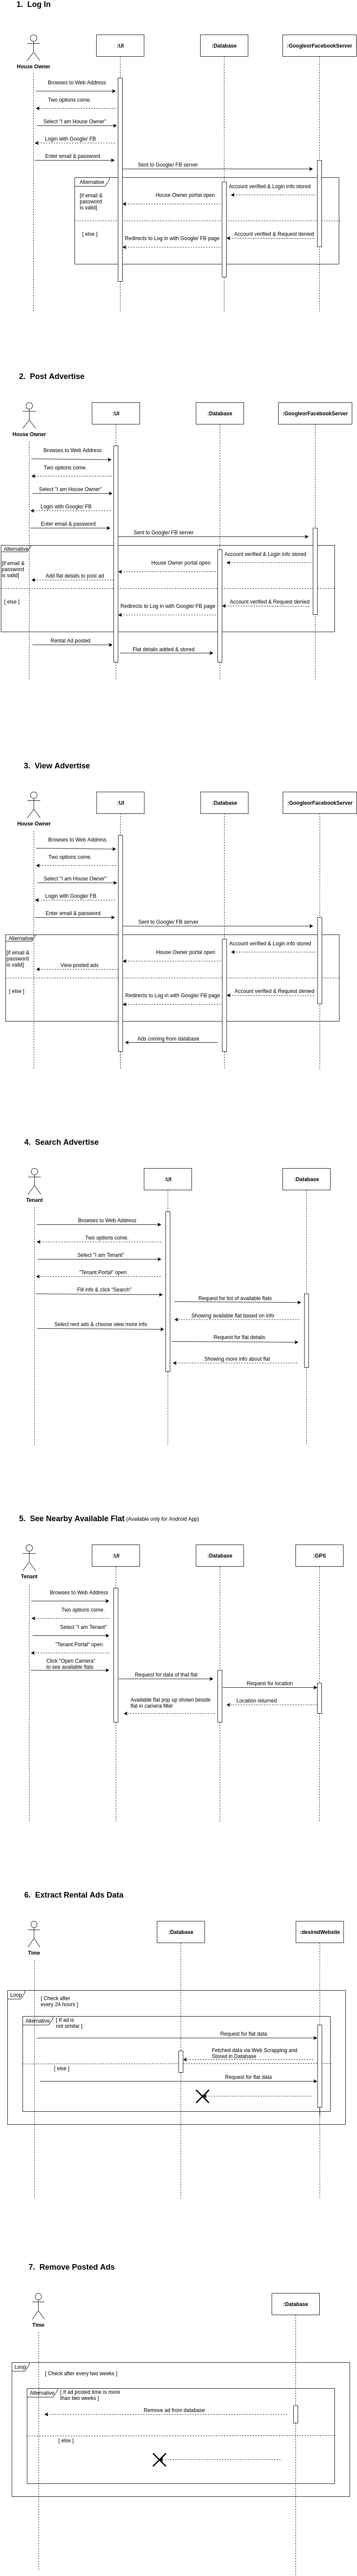 1. Log In
:UI
:Database
:GoogleorFacebookServer
House Owner
Browses to Web Address
Two options come.
Select "I am House Owner"
Login with Google/ FB
Enter email & password
Sent to Google/ FB server
Alternative
[if email &
password
is valid]
Account verified & Login info stored
House Owner portal open
[ else ]
Account verified & Request denied
Redirects to Log in with Google/ FB page
2. Post Advertise
:UI
:Database
:GoogleorFacebookServer
House Owner
Browses to Web Address
Two options come.
Select "I am House Owner"
Login with Google/ FB
Enter email & password
Sent to Google/ FB server
Alternative
Account verified & Login info stored
[if email &
password
is valid]
House Owner portal open
Add flat details to post ad
[ else ]
Account verified & Request denied
Redirects to Log in with Google/ FB page
Rental Ad posted
Flat details added & stored
3. View Advertise
:UI
:Database
:GoogleorFacebookServer
House Owner
Browses to Web Address
Two options come.
Select "I am House Owner"
Login with Google/ FB
Enter email & password
Sent to Google/ FB server
Alternative
Account verified & Login info stored
[if email &
password
is valid]
House Owner portal open
View posted ads
[ else ]
Account verified & Request denied
Redirects to Log in with Google/ FB page
Ads coming from database
4. Search Advertise
:UI
:Database
Tenant
Browses to Web Address
Two options come.
Select "I am Tenant"
"Tenant Portal" open
Fill info & click "Search"
Request for list of available flats
Showing available flat based on info
Select rent ads & choose view more info
Request for flat details
Showing more info about flat
5. See Nearby Available Flat (Available only for Android App)
:UI
:Database
:GPS
Tenant
Browses to Web Address
Two options come.
Select "I am Tenant"
"Tenant Portal" open
Click "Open Camera"
to see available flats
Request for data of that flat
Request for location
Available flat pop up shown beside
flat in camera filter
Location returned
6. Extract Rental Ads Data
:Database
:desiredWebsite
Time
Loop
[ Check after
every 24 hours ]
Alternative
[ If ad is
not similar ]
Request for flat data
Fetched data via Web Scrapping and
Stored in Database
[ else ]
Request for flat data
7. Remove Posted Ads
:Database
Time
Loop
[ Check after every two weeks ]
Alternative
[ If ad posted time is more
than two weeks ]
Remove ad from database
[ else ]